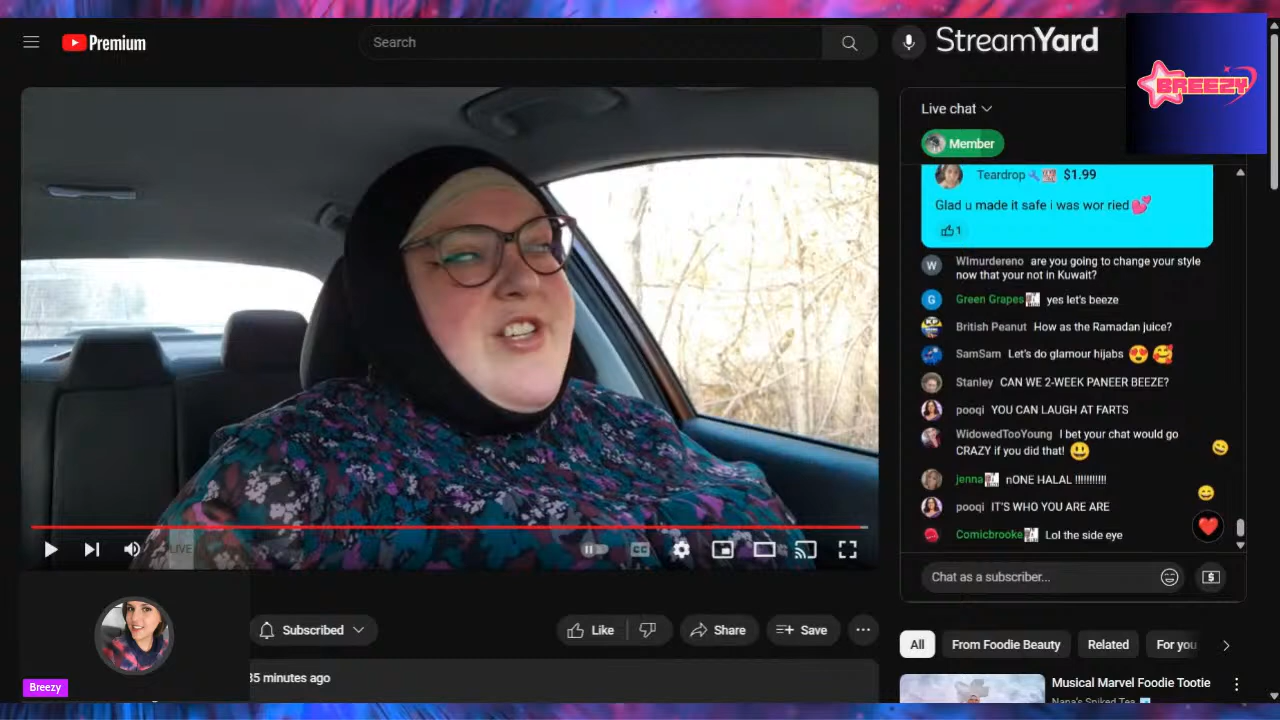 Premium
Search
StreamYard
BREEZY
Live chat
Member
Teardrop $1.99
Glad u made it safe i was wor ried
1
W
Wlmurdereno are you going to change your style
now that your not in Kuwait?
G
Green Grapes yes let's beeze
British Peanut How as the Ramadan juice?
SamSam Let's do glamour hijabs
Stanley CAN WE 2-WEEK PANEER BEEZE?
pooqi YOU CAN LAUGH AT FARTS
WidowedTooYoung I bet your chat would go
CRAZY if you did that!
jenna nONE HALAL !!!!!!!!!!!
pooqi IT'S WHO YOU ARE ARE
Comicbrooke Lol the side eye
LIVE
CC
Chat as a subscriber...
Subscribed
Like
Share
Save
All
From Foodie Beauty
Related
For you
Breezy
35 minutes ago
Musical Marvel Foodie Tootie
Nana's Spiked Tea